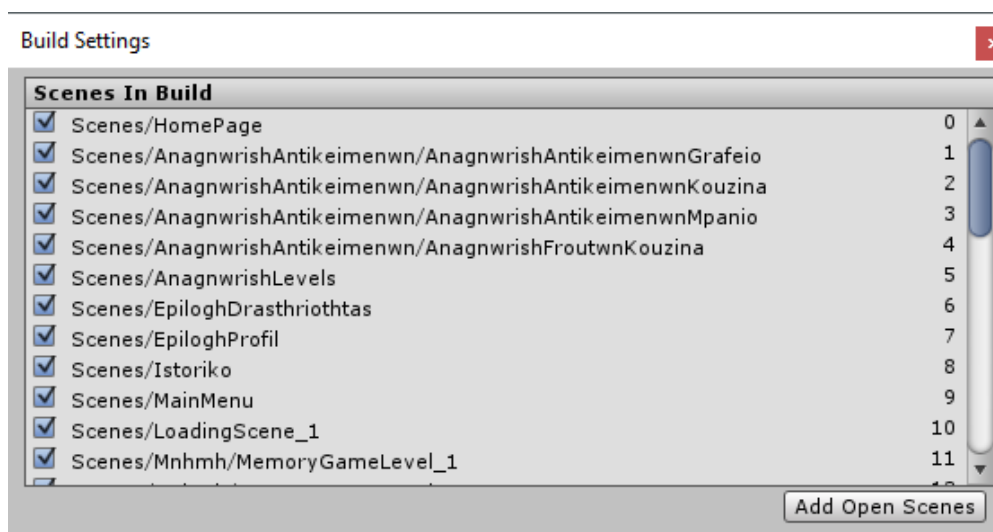 Build Settings
Scenes In Build
Scenes/HomePage 0
Scenes/AnagnwrishAntikeimenwn/AnagnwrishAntikeimenwnGrafeio 1
Scenes/AnagnwrishAntikeimenwn/AnagnwrishAntikeimenwnKouzina 2
Scenes/AnagnwrishAntikeimenwn/AnagnwrishAntikeimenwnMpanio 3
Scenes/AnagnwrishAntikeimenwn/AnagnwrishFroutwnKouzina 4
Scenes/AnagnwrishLevels 5
Scenes/EpiloghDrasthriothtas 6
Scenes/EpiloghProfil 7
Scenes/Istoriko 8
Scenes/MainMenu 9
Scenes/LoadingScene_1 10
Scenes/Mnhmh/MemoryGameLevel_1 11
Add Open Scenes